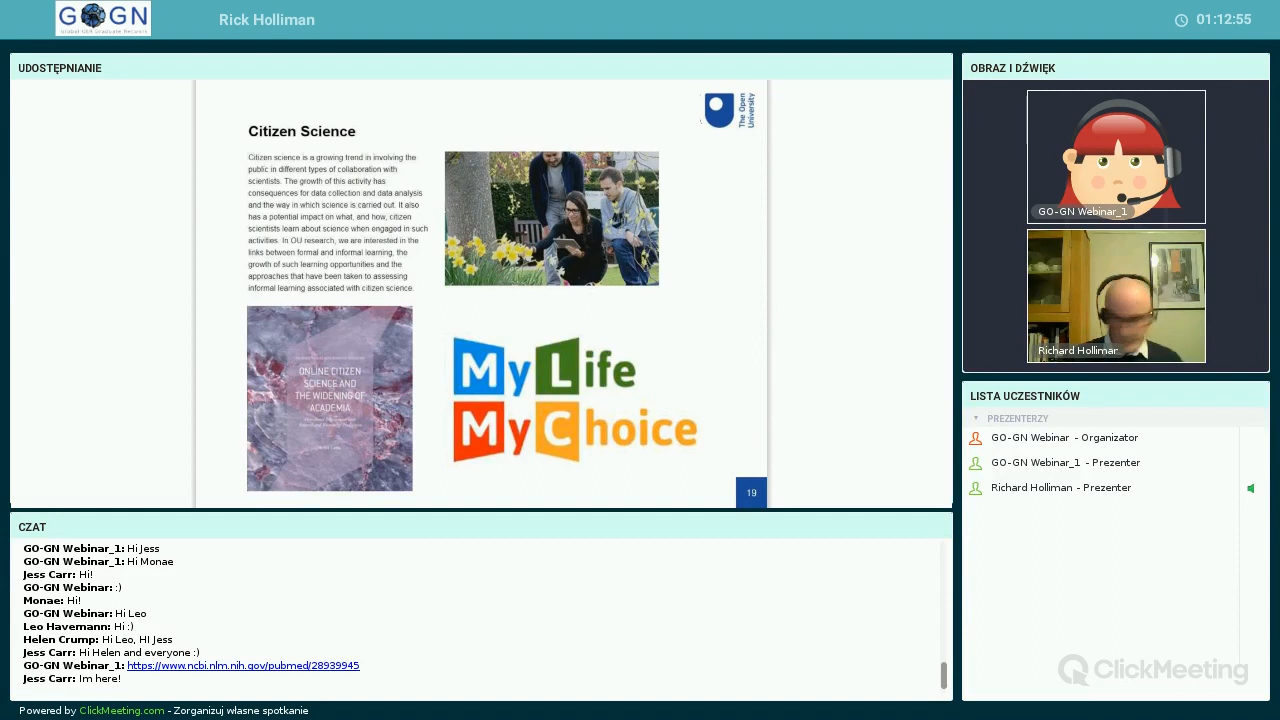 GOGN
Global OER Graduate Network
Rick Holliman
01:12:55
UDOSTĘPNIANIE
The Open
University
Citizen Science
Citizen science is a growing trend in involving the
public in different types of collaboration with
scientists. The growth of this activity has
consequences for data collection and data analysis
and the way in which science is carried out. It also
has a potential impact on what, and how, citizen
scientists learn about science when engaged in such
activities. In OU research, we are interested in the
links between formal and informal learning, the
growth of such learning opportunities and the
approaches that have been taken to assessing
informal learning associated with citizen science.
ONLINE CITIZEN
SCIENCE AND
THE WIDENING OF
ACADEMIA
MyLife
MyChoice
19
OBRAZ I DŹWIĘK
GO-GN Webinar_1
Richard Holliman
LISTA UCZESTNIKÓW
PREZENTERZY
GO-GN Webinar - Organizator
GO-GN Webinar_1 - Prezenter
Richard Holliman - Prezenter
ClickMeeting
CZAT
GO-GN Webinar_1: Hi Jess
GO-GN Webinar_1: Hi Monae
Jess Carr: Hi!
GO-GN Webinar: :)
Monae: Hi!
GO-GN Webinar: Hi Leo
Leo Havemann: Hi :)
Helen Crump: Hi Leo, HI Jess
Jess Carr: Hi Helen and everyone :)
GO-GN Webinar_1: https://www.ncbi.nlm.nih.gov/pubmed/28939945
Jess Carr: Im here!
Powered by ClickMeeting.com - Zorganizuj własne spotkanie